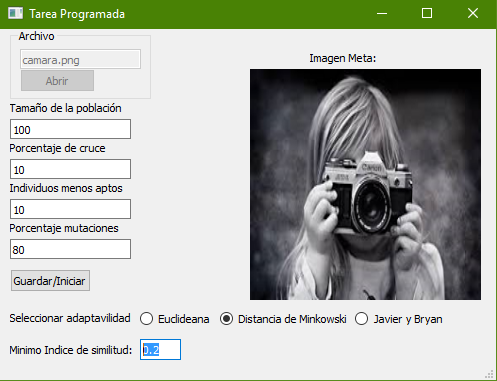 Tarea Programada
Archivo
camara.png
Abrir
Imagen Meta:
Tamaño de la población
100
Porcentaje de cruce
10
Individuos menos aptos
10
Porcentaje mutaciones
80
Guardar/Iniciar
Seleccionar adaptavilidad Euclideana Distancia de Minkowski Javier y Bryan
Minimo Indice de similitud: 0.2
Canon